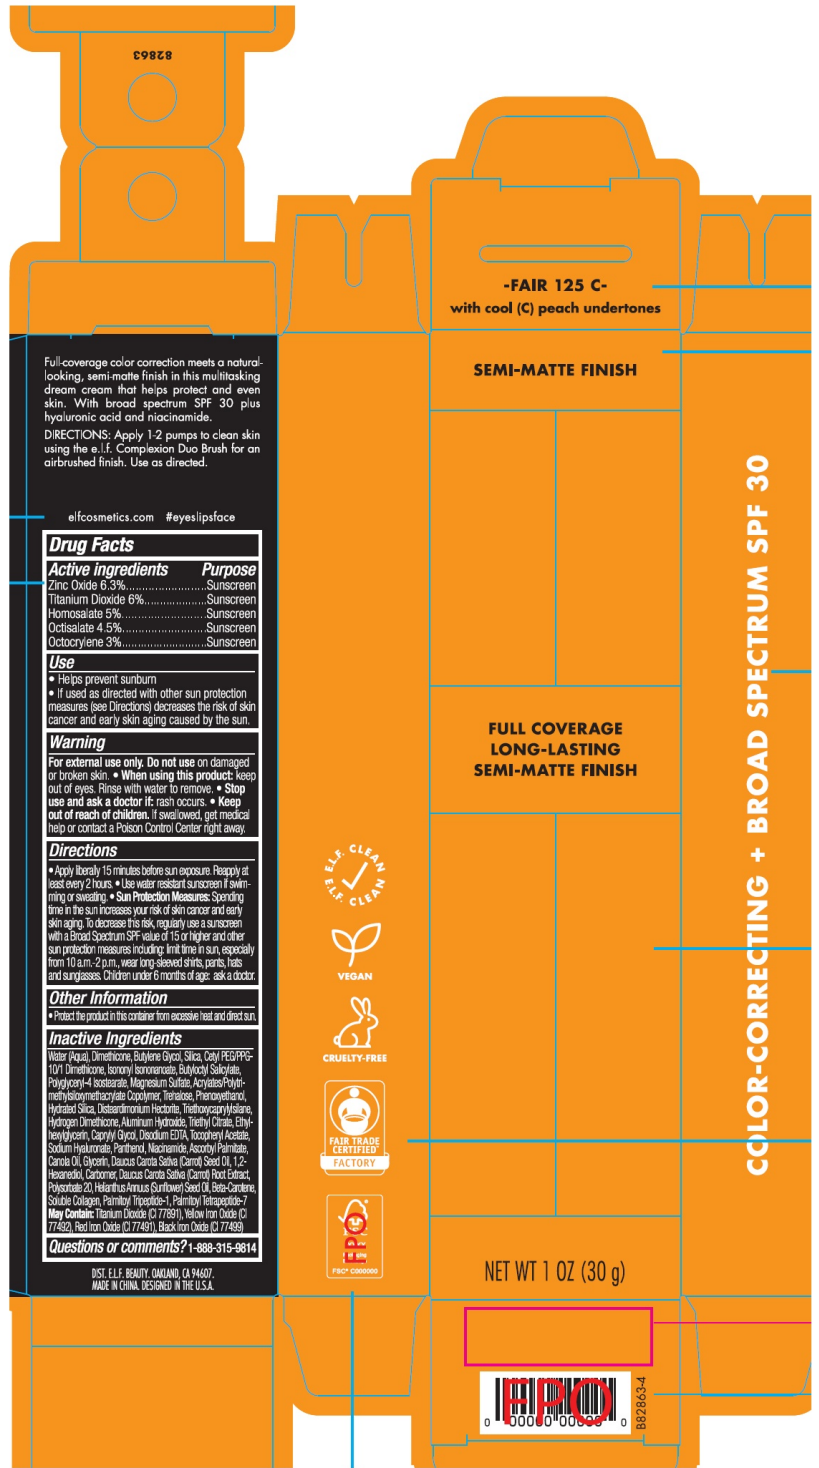 82863
-FAIR 125 C-
with cool (C) peach undertones
SEMI-MATTE FINISH
Full-coverage color correction meets a natural-
looking, semi-matte finish in this multitasking
dream cream that helps protect and even
skin. With broad spectrum SPF 30 plus
hyaluronic acid and niacinamide.
DIRECTIONS: Apply 1-2 pumps to clean skin
using the e.l.f. Complexion Duo Brush for an
airbrushed finish. Use as directed.
elfcosmetics.com #eyeslipsface
Drug Facts
Active ingredients Purpose
Zinc Oxide 6.3%..........................Sunscreen
Titanium Dioxide 6%....................Sunscreen
Homosalate 5%...........................Sunscreen
Octisalate 4.5%...........................Sunscreen
Octocrylene 3%...........................Sunscreen
Use
• Helps prevent sunburn
• If used as directed with other sun protection
measures (see Directions) decreases the risk of skin
cancer and early skin aging caused by the sun.
Warning
For external use only. Do not use on damaged
or broken skin. • When using this product: keep
out of eyes. Rinse with water to remove. • Stop
use and ask a doctor if: rash occurs. • Keep
out of reach of children. If swallowed, get medical
help or contact a Poison Control Center right away.
Directions
• Apply liberally 15 minutes before sun exposure. Reapply at
least every 2 hours. • Use water resistant sunscreen if swim-
ming or sweating. • Sun Protection Measures: Spending
time in the sun increases your risk of skin cancer and early
skin aging. To decrease this risk, regularly use a sunscreen
with a Broad Spectrum SPF value of 15 or higher and other
sun protection measures including: limit time in sun, especially
from 10 a.m.-2 p.m., wear long-sleeved shirts, pants, hats
and sunglasses. Children under 6 months of age: ask a doctor.
Other Information
• Protect the product in this container from excessive heat and direct sun.
Inactive Ingredients
Water (Aqua), Dimethicone, Butylene Glycol, Silica, Cetyl PEG/PPG-
10/1 Dimethicone, Isononyl Isononanoate, Butyloctyl Salicylate,
Polyglyceryl-4 Isostearate, Magnesium Sulfate, Acrylates/Polytri-
methylsiloxymethacrylate Copolymer, Trehalose, Phenoxyethanol,
Hydrated Silica, Disteardimonium Hectorite, Triethoxycaprylylsilane,
Hydrogen Dimethicone, Aluminum Hydroxide, Triethyl Citrate, Ethyl-
hexylglycerin, Caprylyl Glycol, Disodium EDTA, Tocopheryl Acetate,
Sodium Hyaluronate, Panthenol, Niacinamide, Ascorbyl Palmitate,
Canola Oil, Glycerin, Daucus Carota Sativa (Carrot) Seed Oil, 1,2-
Hexanediol, Carbomer, Daucus Carota Sativa (Carrot) Root Extract,
Polysorbate 20, Helianthus Annuus (Sunflower) Seed Oil, Beta-Carotene,
Soluble Collagen, Palmitoyl Tripeptide-1, Palmitoyl Tetrapeptide-7
May Contain: Titanium Dioxide (CI 77891), Yellow Iron Oxide (CI
77492), Red Iron Oxide (CI 77491), Black Iron Oxide (CI 77499)
Questions or comments? 1-888-315-9814
DIST. E.L.F. BEAUTY. OAKLAND, CA 94607.
MADE IN CHINA. DESIGNED IN THE U.S.A.
E.L.F. CLEAN
E.L.F. CLEAN
VEGAN
CRUELTY-FREE
FAIR TRADE
CERTIFIED
FACTORY
FPO
FSC® C000000
FULL COVERAGE
LONG-LASTING
SEMI-MATTE FINISH
NET WT 1 OZ (30 g)
FPO
0 00000 00000 0
B82863-4
COLOR-CORRECTING + BROAD SPECTRUM SPF 30